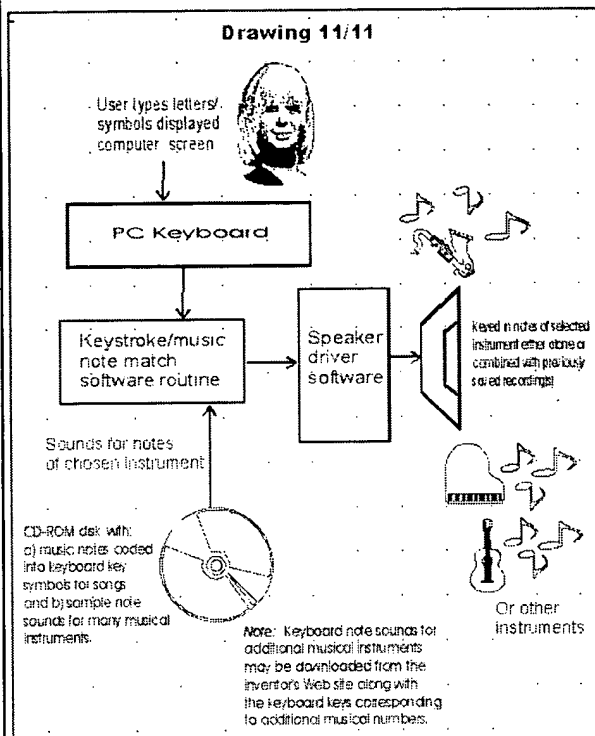 Drawing 11/11
User types letters/
symbols displayed
computer screen
PC Keyboard
Keystroke/music
note match
software routine
Speaker
driver
software
Keyed in notes of selected
instrument either alone or
combined with previously
saved recording(s)
Sounds for notes
of chosen instrument
CD-ROM disk with:
a) music notes coded
into keyboard key
symbols for songs
and b) sample note
sounds for many musical
instruments.
Or other
instruments
Note: Keyboard note sounds for
additional musical instruments
may be downloaded from the
inventor's Web site along with
the keyboard keys corresponding
to additional musical numbers.